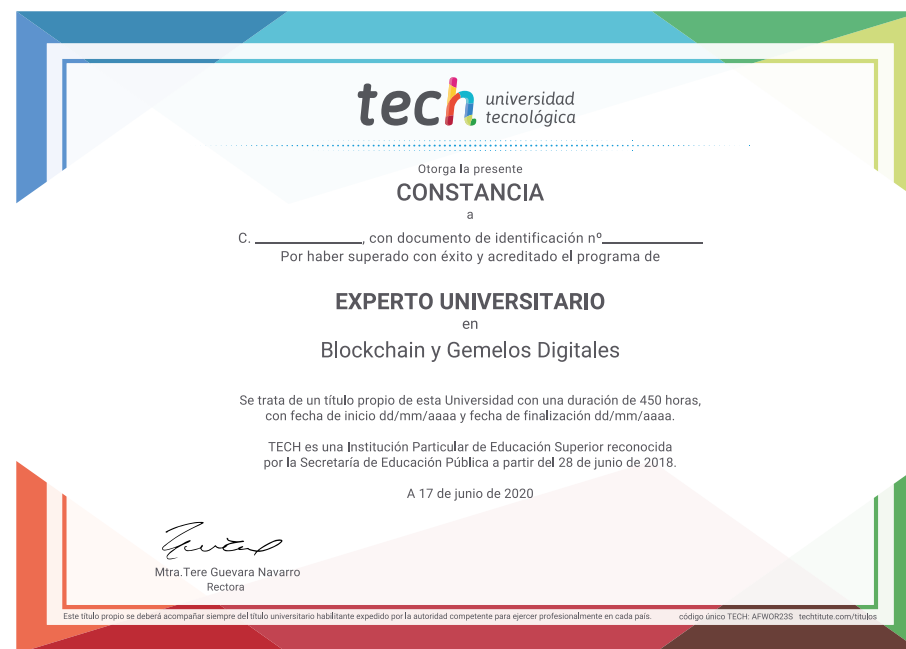 tech universidad
tecnológica
Otorga la presente
CONSTANCIA
a
C. ______________, con documento de identificación nº_____________
Por haber superado con éxito y acreditado el programa de
EXPERTO UNIVERSITARIO
en
Blockchain y Gemelos Digitales
Se trata de un título propio de esta Universidad con una duración de 450 horas,
con fecha de inicio dd/mm/aaaa y fecha de finalización dd/mm/aaaa.
TECH es una Institución Particular de Educación Superior reconocida
por la Secretaría de Educación Pública a partir del 28 de junio de 2018.
A 17 de junio de 2020
Mtra.Tere Guevara Navarro
Rectora
Este título propio se deberá acompañar siempre del título universitario habilitante expedido por la autoridad competente para ejercer profesionalmente en cada país. código único TECH: AFWOR23S techtitute.com/titulos